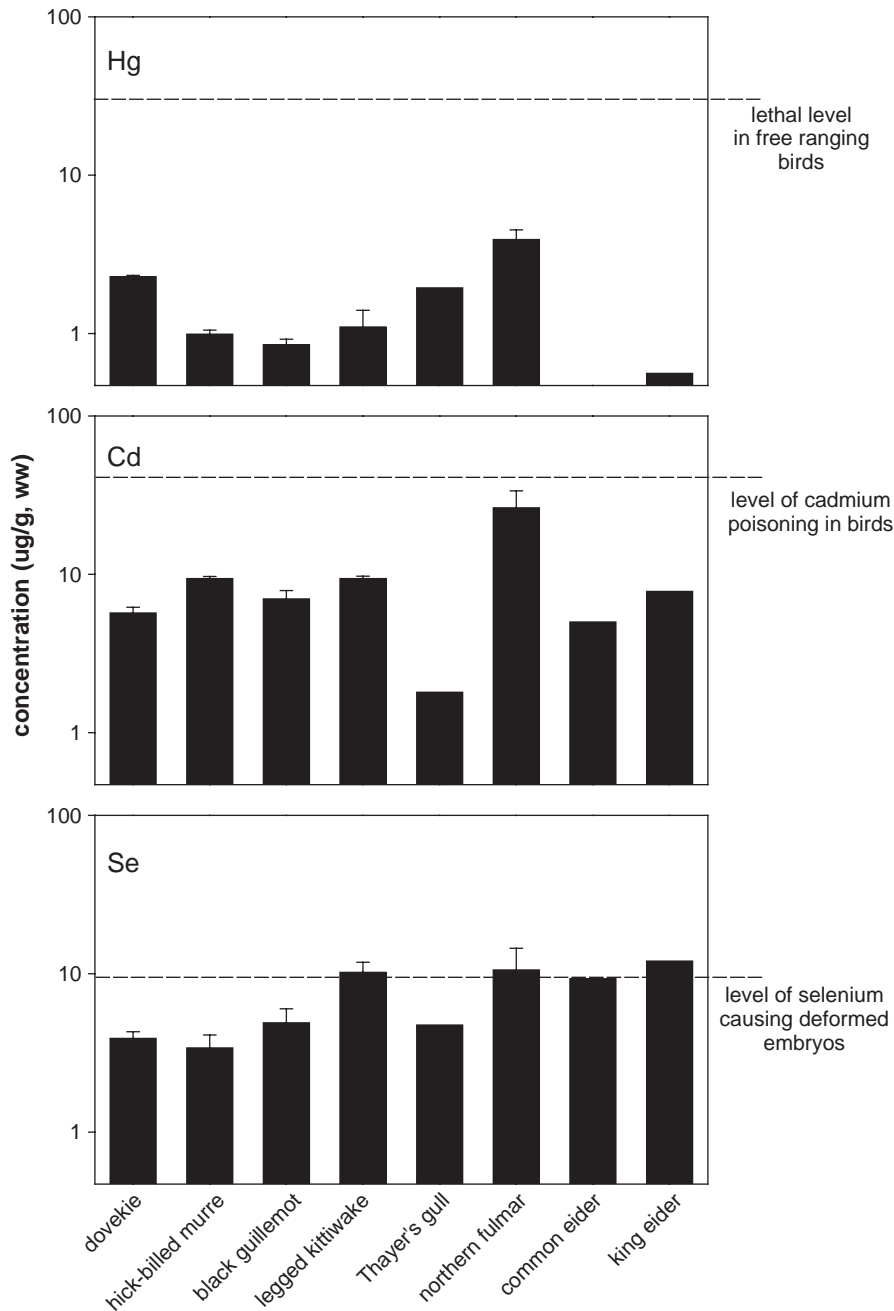 100
Hg
lethal level
in free ranging
birds
10
1
100
Cd
level of cadmium
poisoning in birds
10
1
concentration (ug/g, ww)
100
Se
10
level of selenium
causing deformed
embryos
1
dovekie
hick-billed murre
black guillemot
legged kittiwake
Thayer's gull
northern fulmar
common eider
king eider